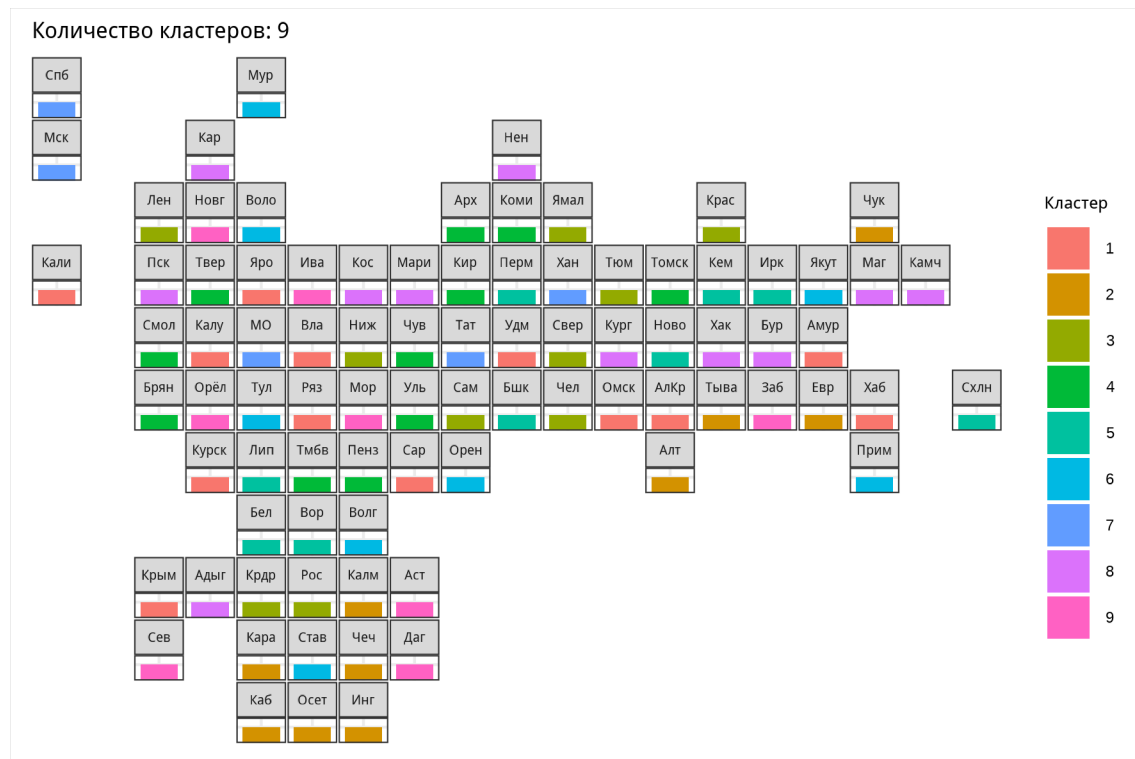 Количество кластеров: 9
Спб Мур
Мск Кар Нен
Лен Новг Воло Арх Коми Ямал Крас Чук
Кали Пск Твер Яро Ива Кос Мари Кир Перм Хан Тюм Томск Кем Ирк Якут Маг Камч
Смол Калу МО Вла Ниж Чув Тат Удм Свер Кург Ново Хак Бур Амур
Брян Орёл Тул Ряз Мор Уль Сам Бшк Чел Омск АлКр Тыва Заб Евр Хаб Схлн
Курск Лип Тмбв Пенз Сар Орен Алт Прим
Бел Вор Волг
Крым Адыг Крдр Рос Калм Аст
Сев Кара Став Чеч Даг
Каб Осет Инг
Кластер
1
2
3
4
5
6
7
8
9